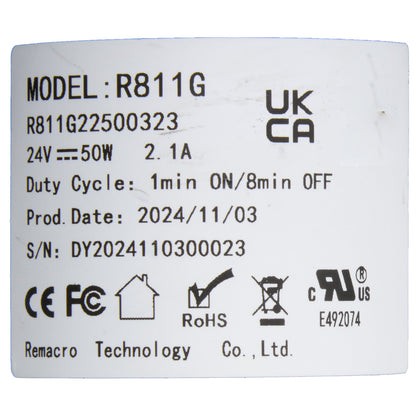 MODEL: R811G
R811G22500323
UK
CA
24V⎓50W 2.1A
Duty Cycle: 1min ON/8min OFF
Prod.Date: 2024/11/03
S/N: DY2024110300023
CE FC RoHS c RU ® US
E492074
Remacro Technology Co.,Ltd.